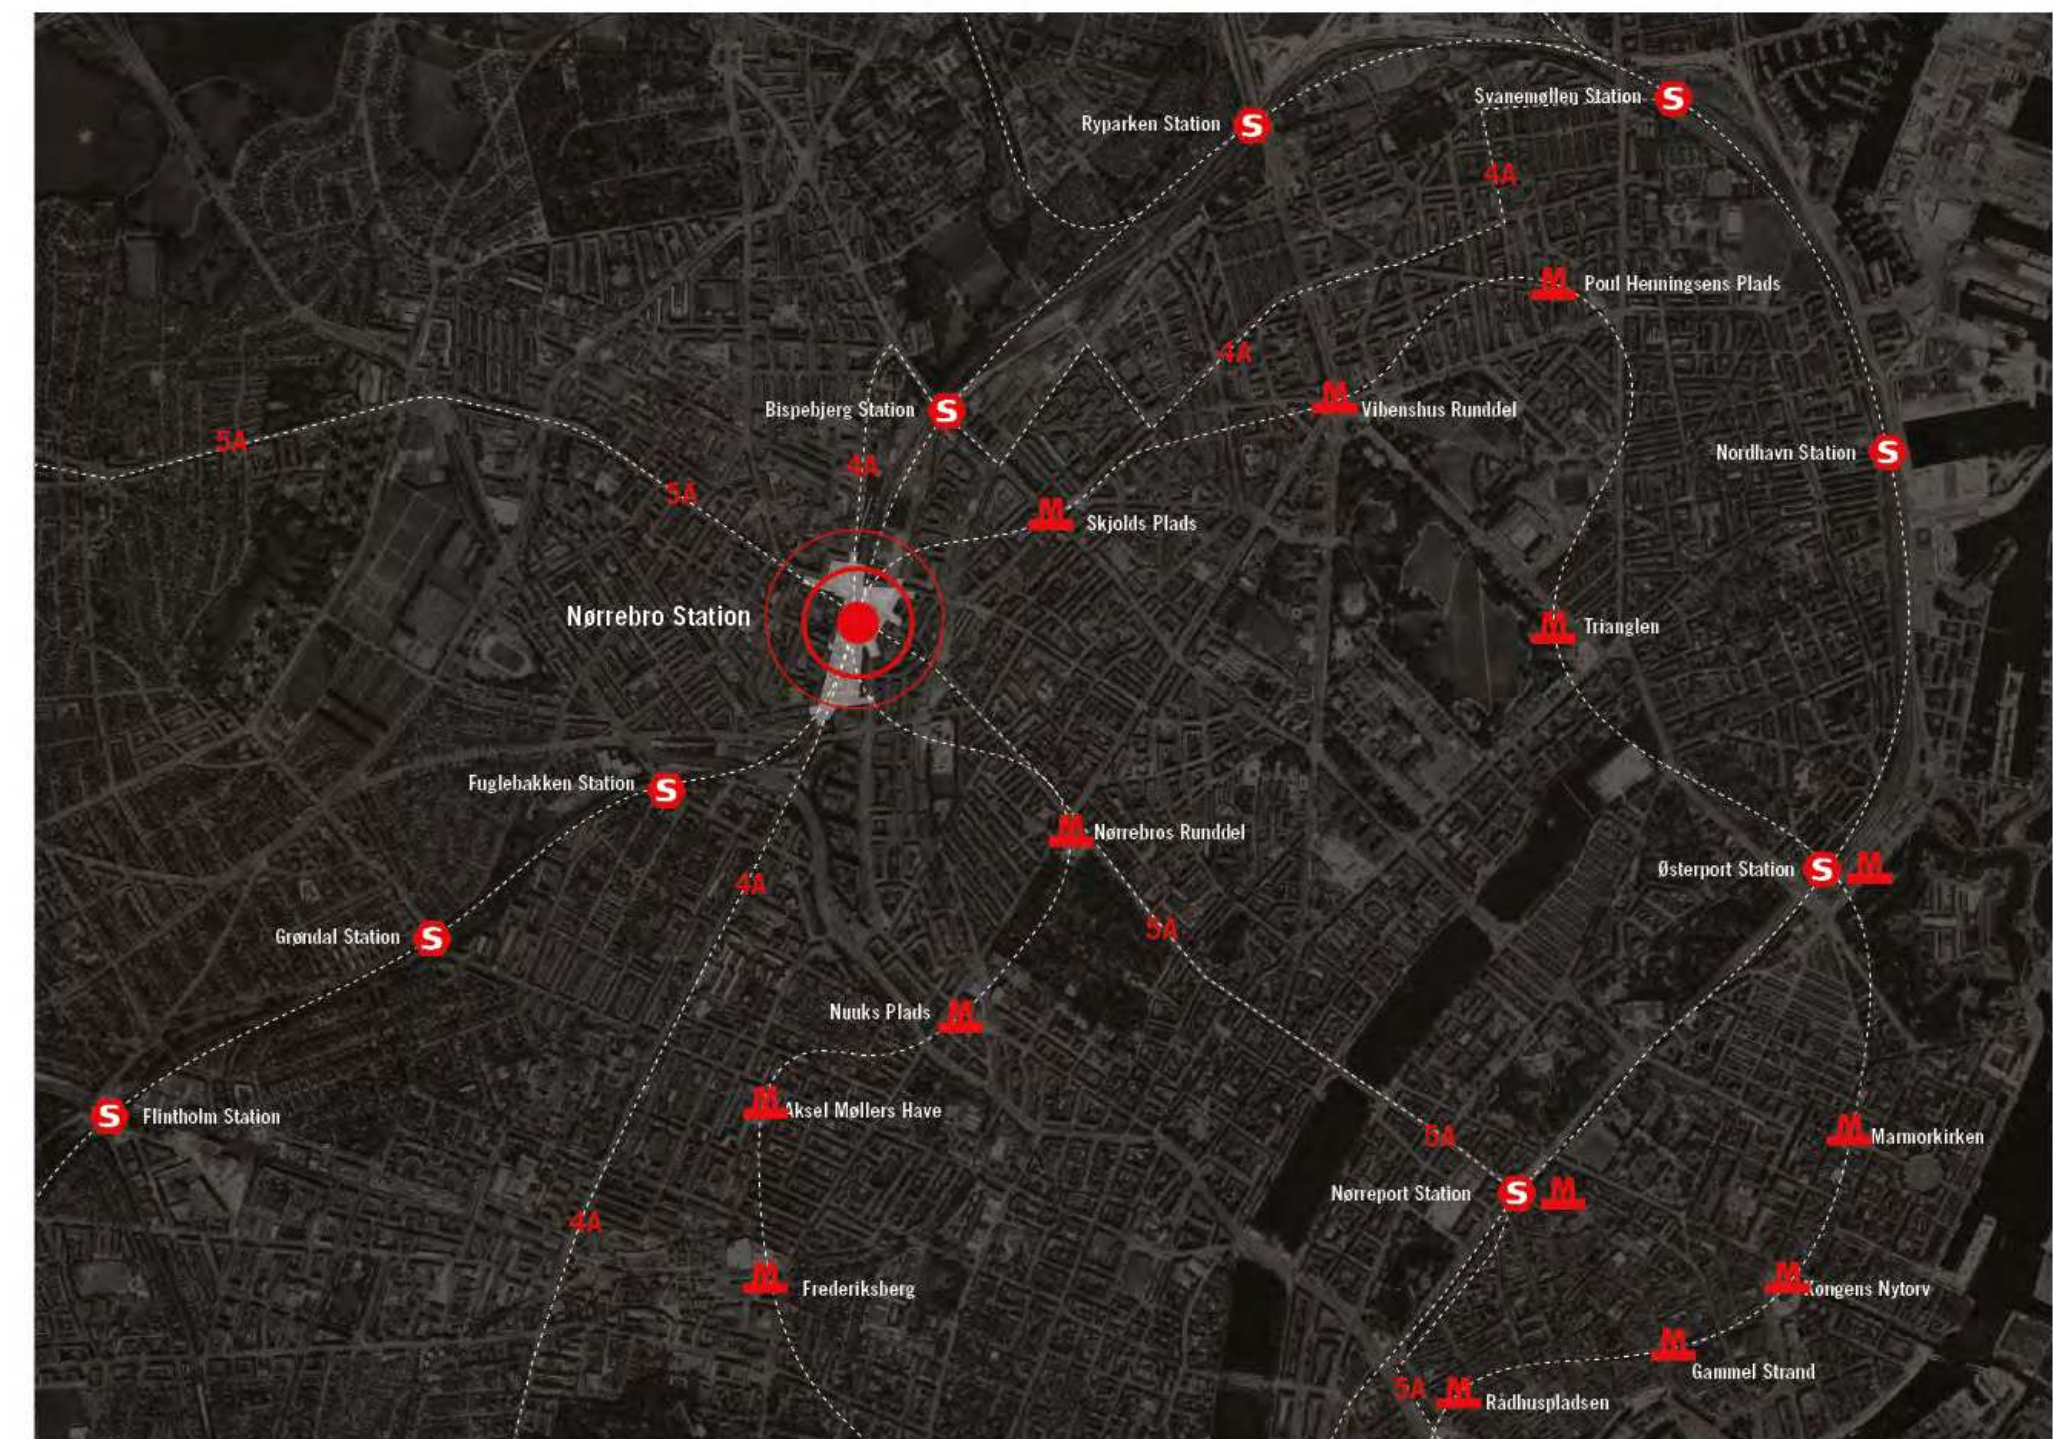 Svanemøllen Station
S
Ryparken Station
S
4A
M
Poul Henningsens Plads
4A
M
Vibenshus Runddel
Bispebjerg Station
S
5A
Nordhavn Station
S
4A
5A
M
Skjolds Plads
Nørrebro Station
M
Trianglen
Fuglebakken Station
S
M
Nørrebros Runddel
Østerport Station
S
M
4A
5A
Grøndal Station
S
Nuuks Plads
M
M
Aksel Møllers Have
S
Flintholm Station
5A
M
Marmorkirken
Nørreport Station
S
M
4A
M
Frederiksberg
M
Kongens Nytorv
M
Gammel Strand
5A
M
Rådhuspladsen